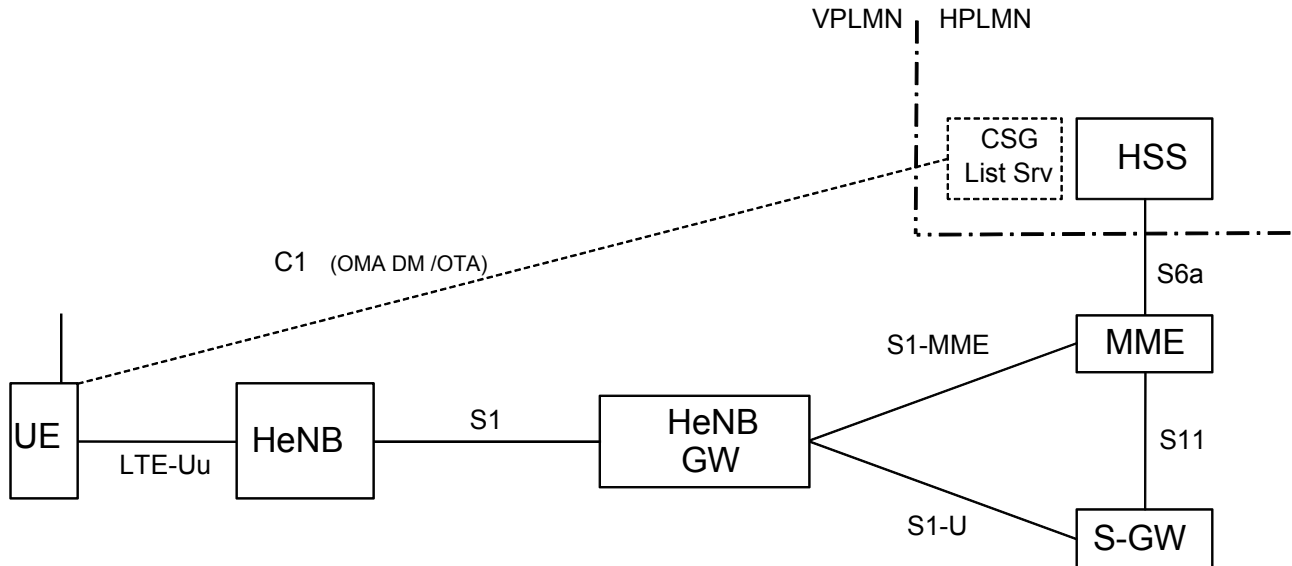 VPLMN HPLMN
CSG
List Srv
HSS
C1 (OMA DM /OTA)
S6a
S1-MME
MME
UE
LTE-Uu
HeNB
S1
HeNB
GW
S11
S1-U
S-GW